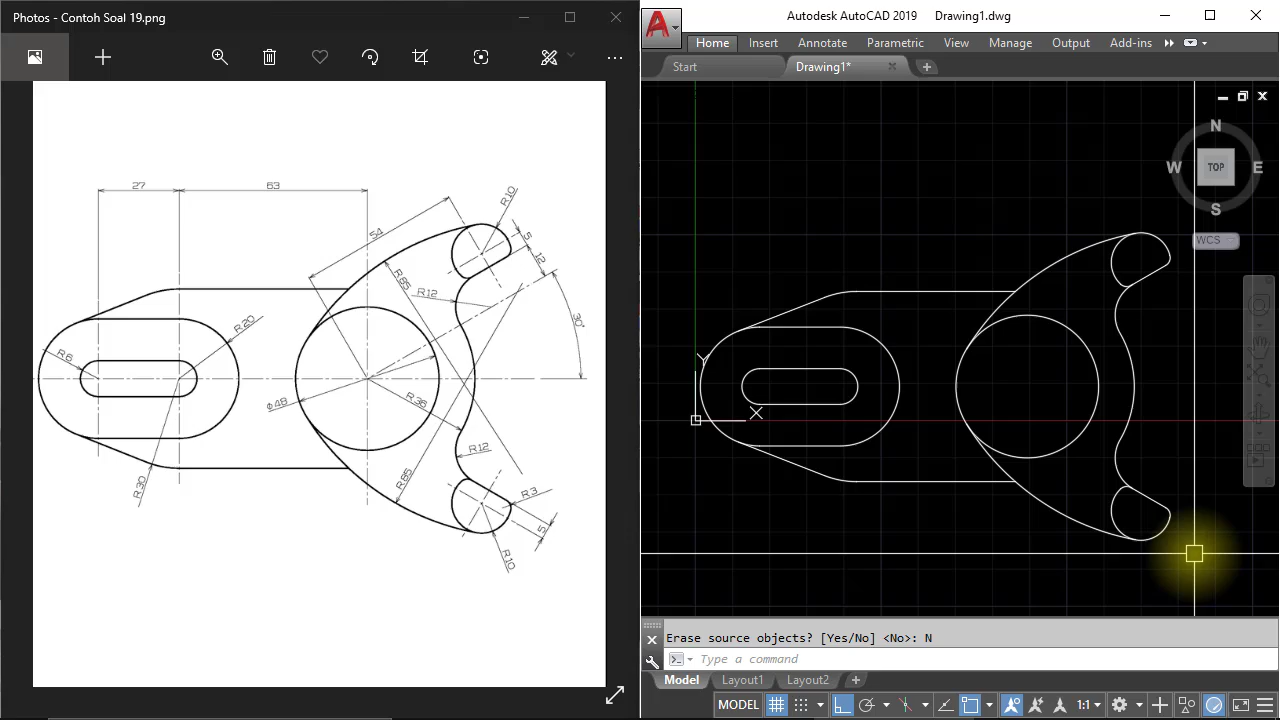 Photos - Contoh Soal 19.png
27
63
54
R10
5
12
R65
R12
30°
R20
R6
R36
ϕ48
R12
R65
R30
R3
5
R10
A
Autodesk AutoCAD 2019 Drawing1.dwg
Home Insert Annotate Parametric View Manage Output Add-ins
Start Drawing1*
N
W TOP E
S
WCS
Y
X
Erase source objects? [Yes/No] <No>: N
Type a command
Model Layout1 Layout2 +
MODEL 1:1